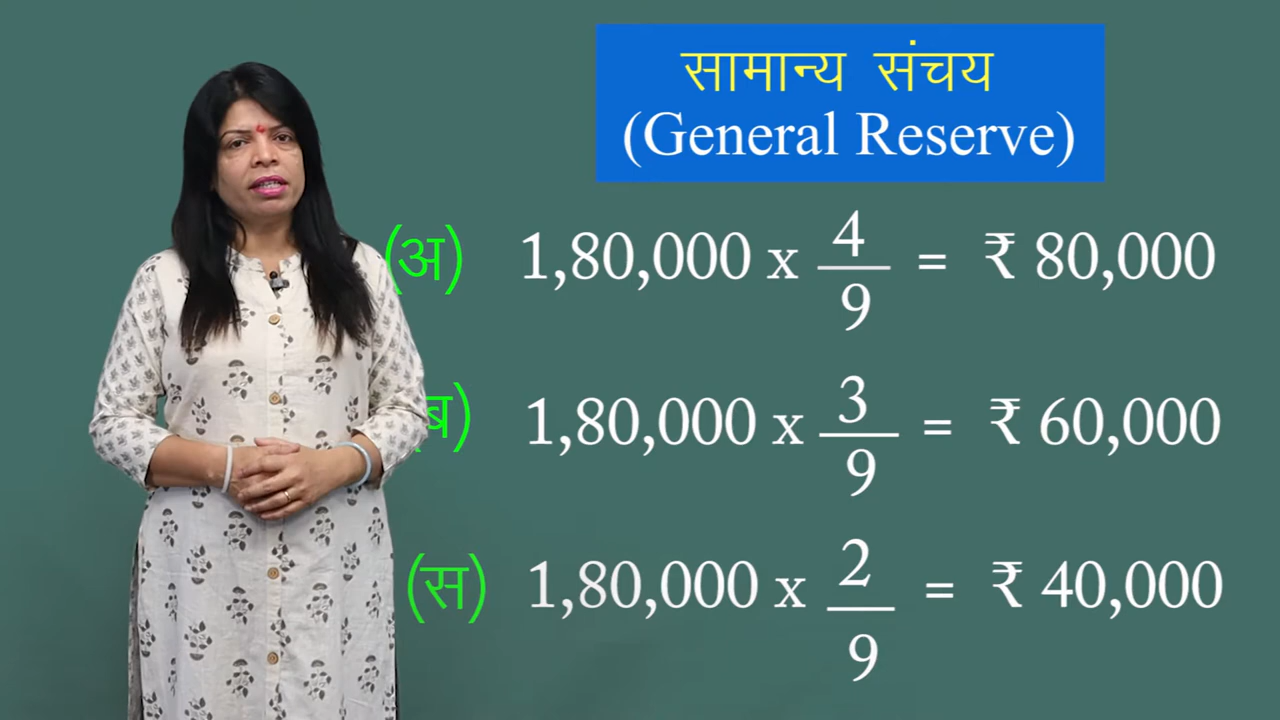 सामान्य संचय
(General Reserve)
(अ) 1,80,000 x 4/9 = ₹ 80,000
(ब) 1,80,000 x 3/9 = ₹ 60,000
(स) 1,80,000 x 2/9 = ₹ 40,000